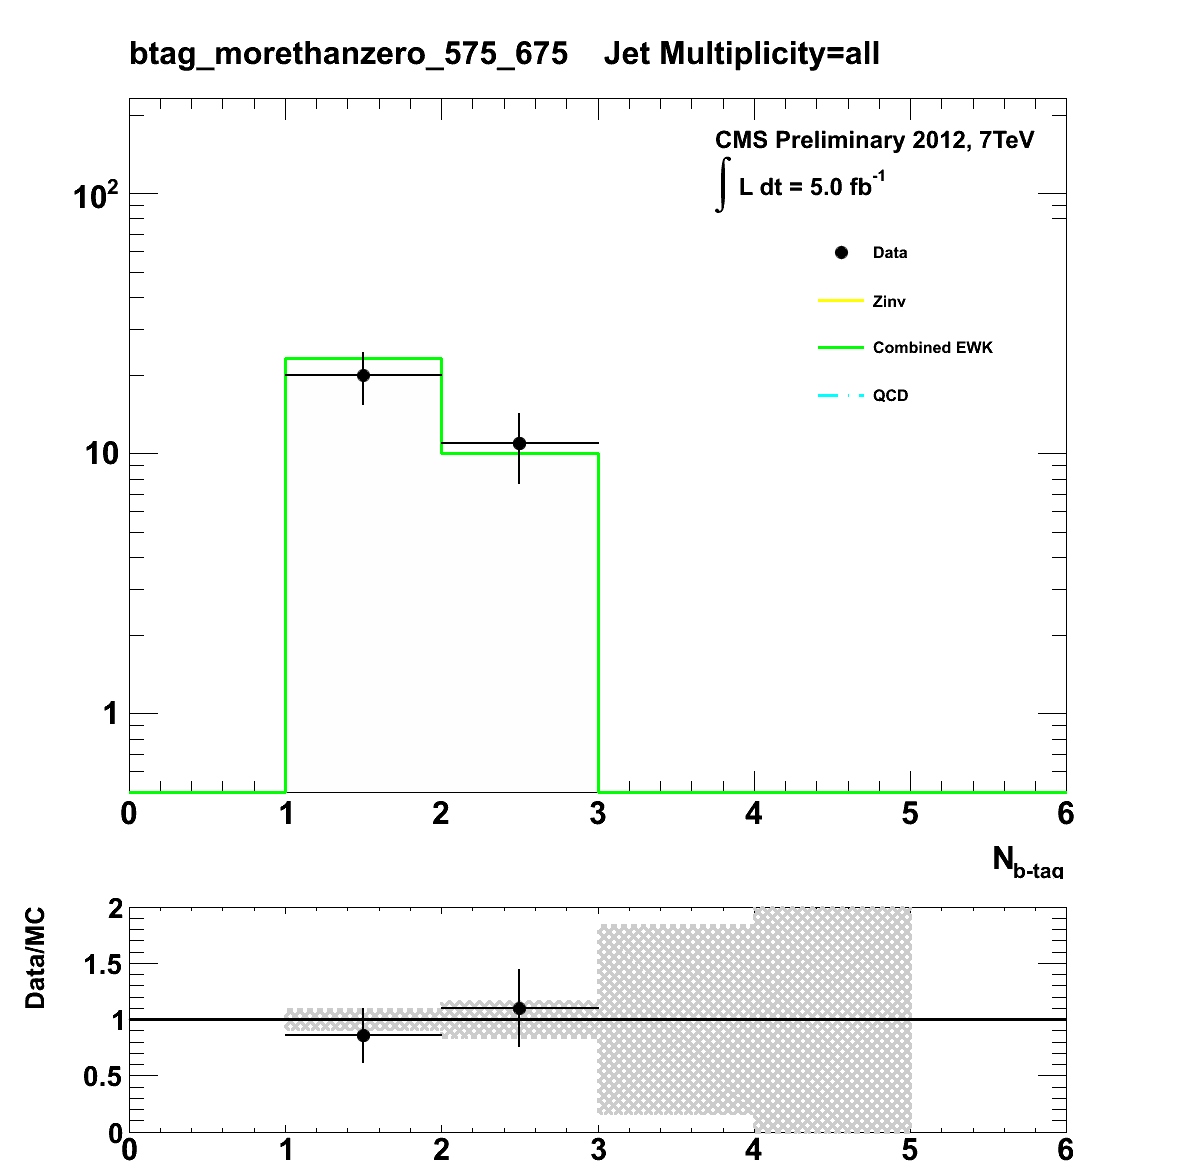 btag_morethanzero_575_675 Jet Multiplicity=all
CMS Preliminary 2012, 7TeV
∫ L dt = 5.0 fb⁻¹
Data
Zinv
Combined EWK
QCD
10²
10
1
0 1 2 3 4 5 6
N_b-tag
Data/MC
2
1.5
1
0.5
0
0 1 2 3 4 5 6